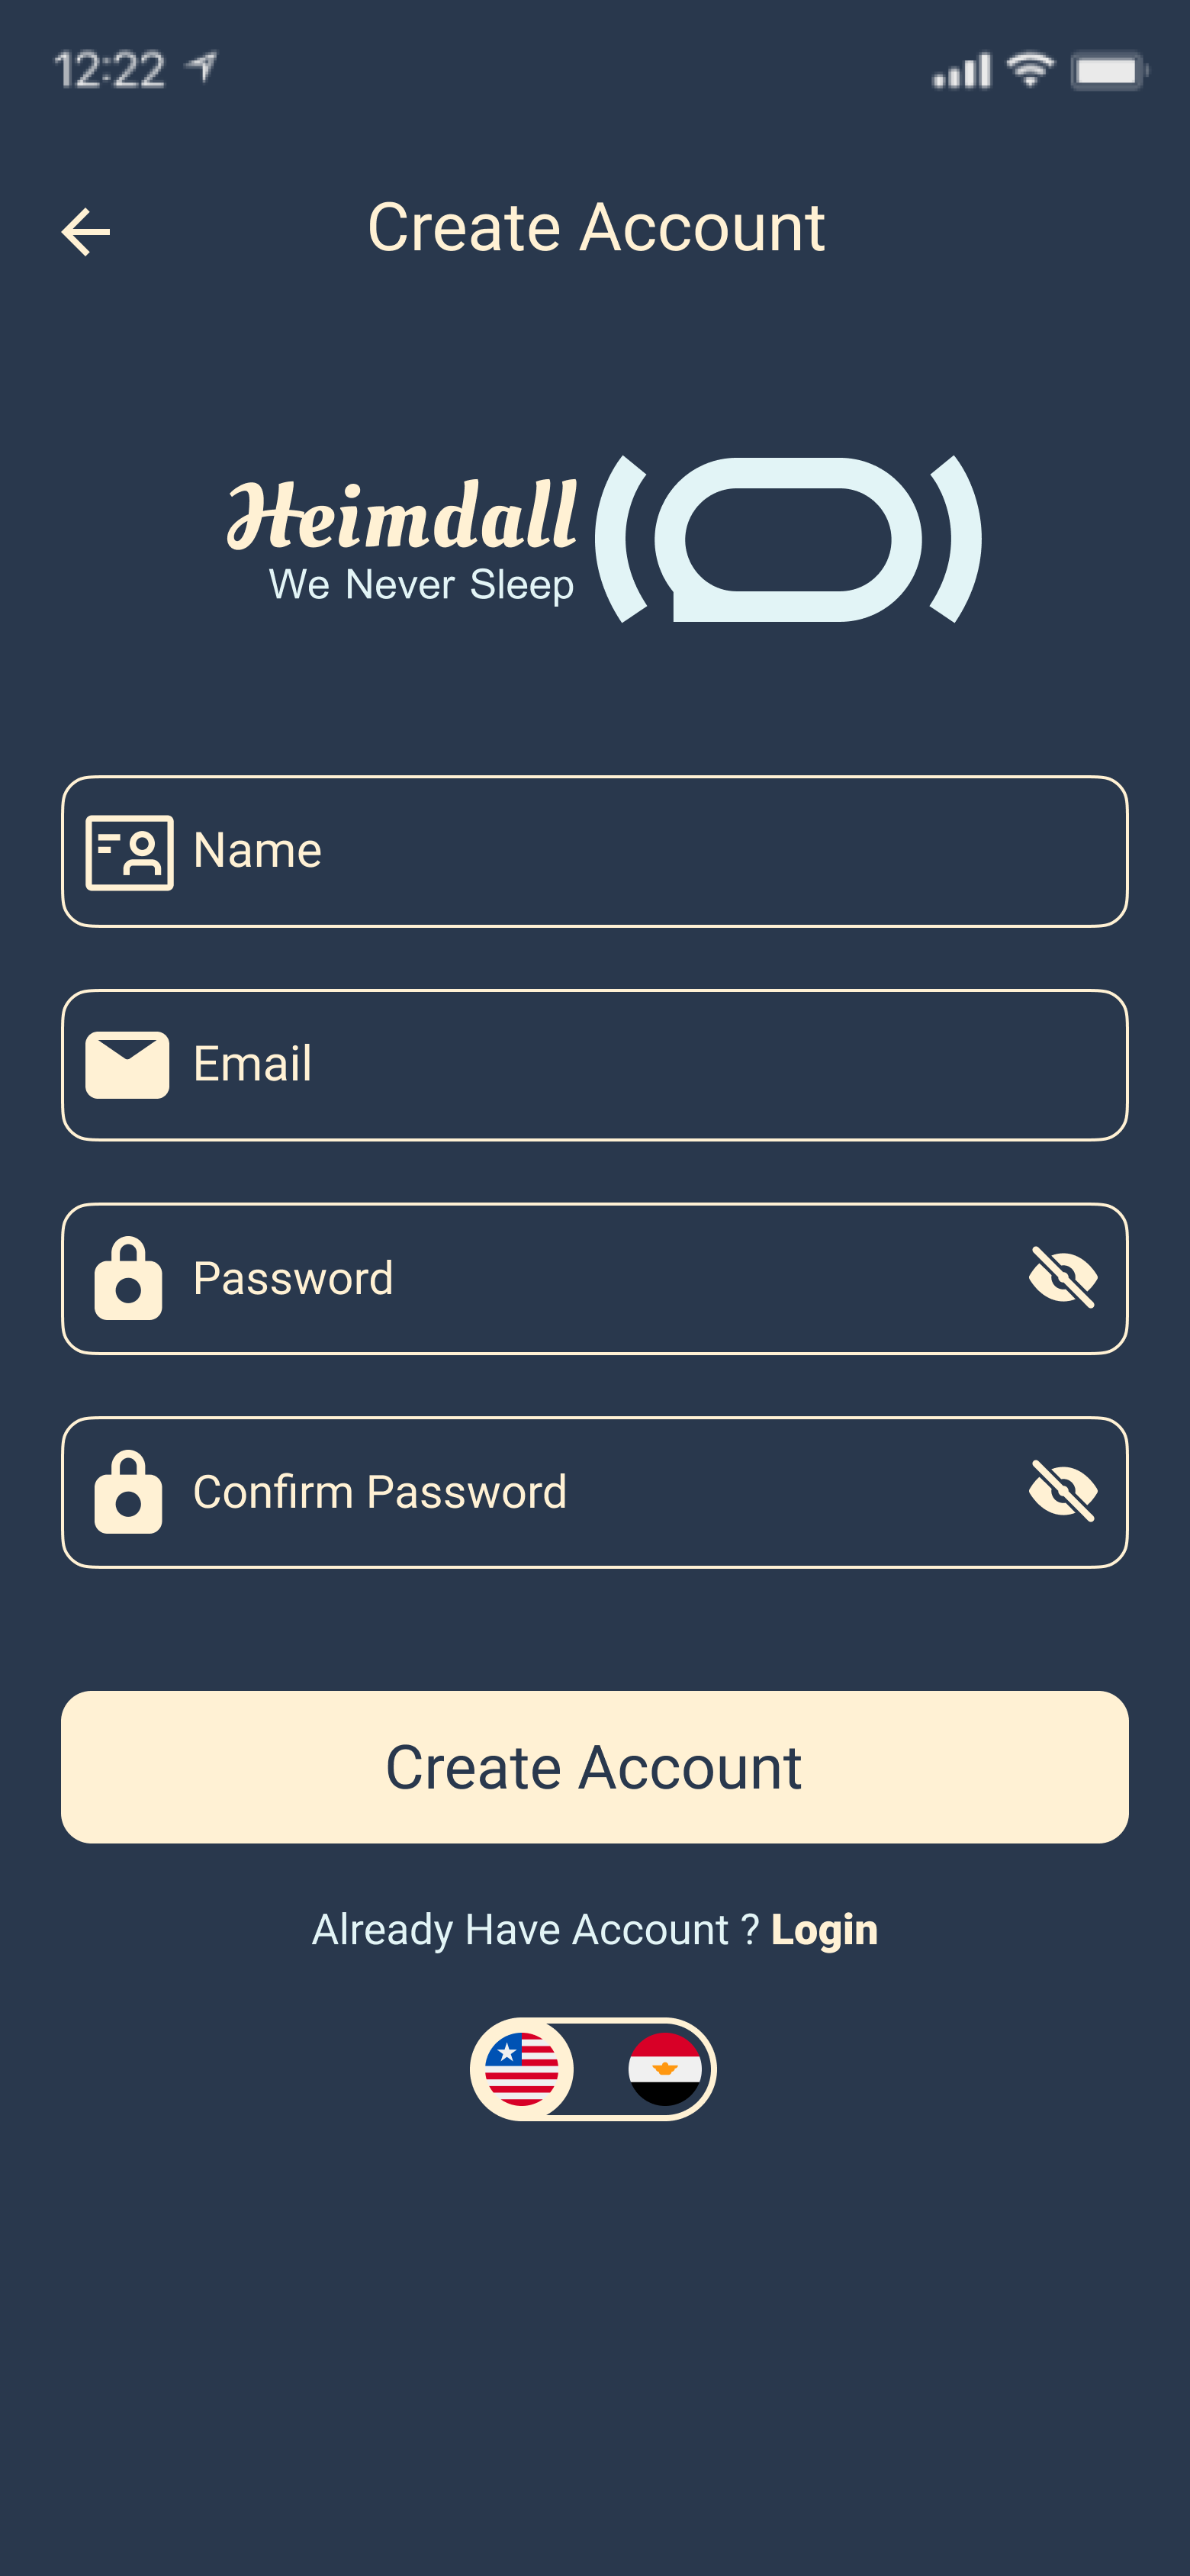 12:22
Create Account
Heimdall
We Never Sleep
Name
Email
Password
Confirm Password
Create Account
Already Have Account ? Login